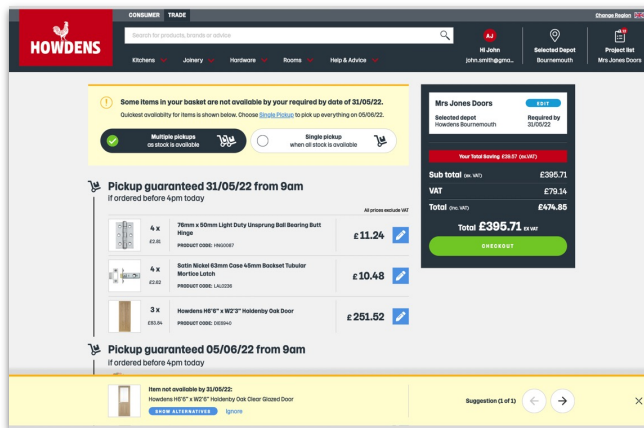 CONSUMER TRADE
Change Region
HOWDENS
Search for products, brands or advice
AJ
Hi John
john.smith@gma...
Selected Depot
Bournemouth
Project list
Mrs Jones Doors
Kitchens Joinery Hardware Rooms Help & Advice
Some items in your basket are not available by your required by date of 31/05/22.
Quickest availability for items is shown below. Choose Single Pickup to pick up everything on 05/06/22.
Multiple pickups
as stock is available
Single pickup
when all stock is available
Mrs Jones Doors
EDIT
Selected depot
Howdens Bournemouth
Required by
31/05/22
Your Total Saving £39.57 (ex.VAT)
Sub total (ex. VAT) £395.71
VAT £79.14
Total (inc. VAT) £474.85
Total £395.71 EX VAT
CHECKOUT
Pickup guaranteed 31/05/22 from 9am
if ordered before 4pm today
All prices exclude VAT
4 x
£2.81
76mm x 50mm Light Duty Unsprung Ball Bearing Butt
Hinge
PRODUCT CODE: HNG0087
£11.24
4 x
£2.62
Satin Nickel 63mm Case 45mm Backset Tubular
Mortice Latch
PRODUCT CODE: LAL0236
£10.48
3 x
£83.84
Howdens H6'6" x W2'3" Holdenby Oak Door
PRODUCT CODE: DIE8940
£251.52
Pickup guaranteed 05/06/22 from 9am
if ordered before 4pm today
Item not available by 31/05/22:
Howdens H6'6" x W2'6" Holdenby Oak Clear Glazed Door
SHOW ALTERNATIVES Ignore
Suggestion (1 of 1)